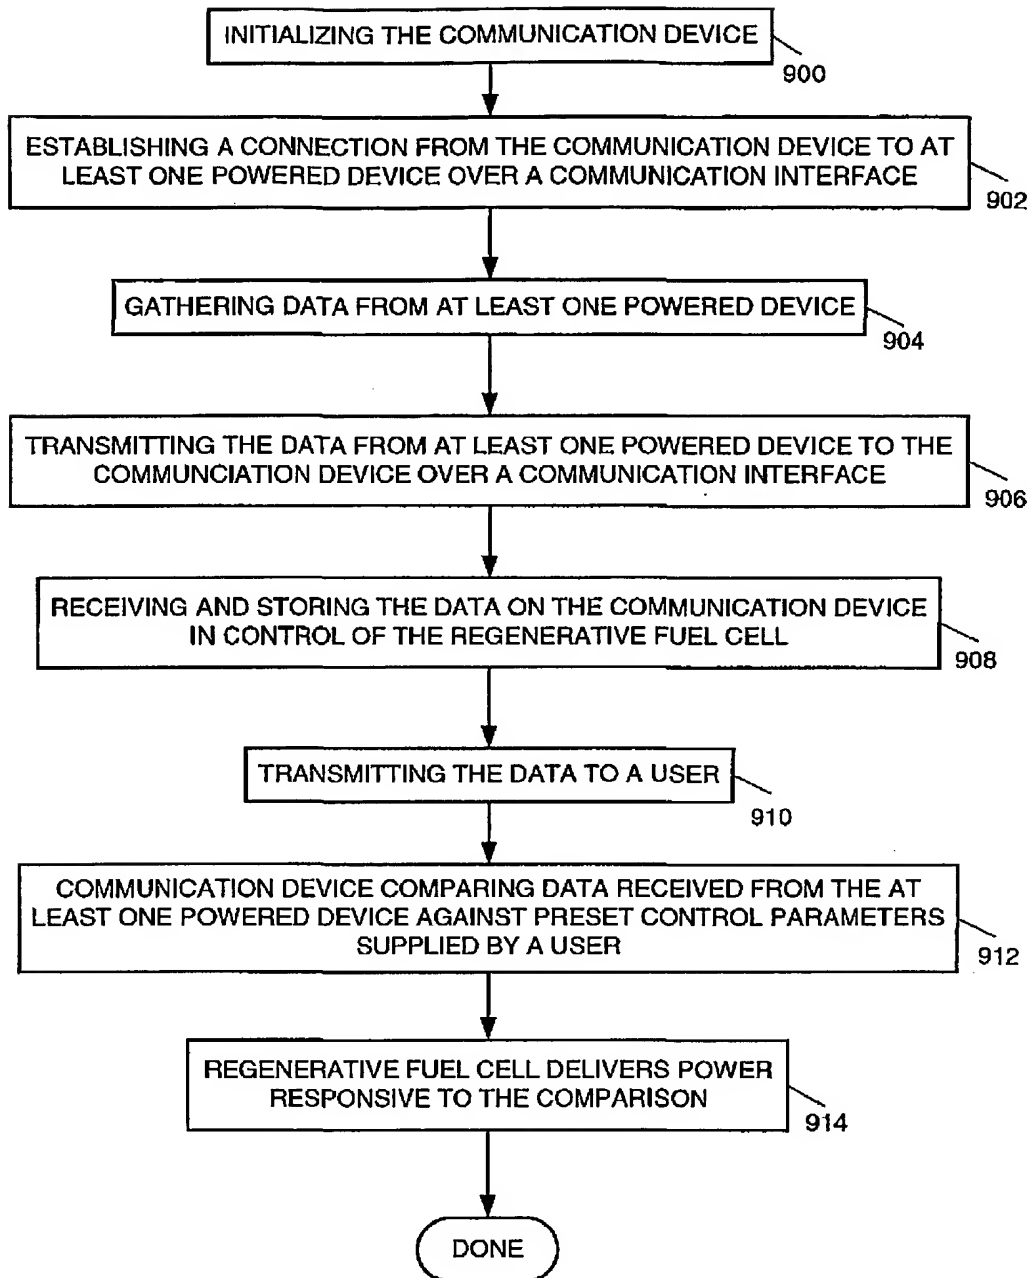 INITIALIZING THE COMMUNICATION DEVICE
900
ESTABLISHING A CONNECTION FROM THE COMMUNICATION DEVICE TO AT
LEAST ONE POWERED DEVICE OVER A COMMUNICATION INTERFACE
902
GATHERING DATA FROM AT LEAST ONE POWERED DEVICE
904
TRANSMITTING THE DATA FROM AT LEAST ONE POWERED DEVICE TO THE
COMMUNCIATION DEVICE OVER A COMMUNICATION INTERFACE
906
RECEIVING AND STORING THE DATA ON THE COMMUNICATION DEVICE
IN CONTROL OF THE REGENERATIVE FUEL CELL
908
TRANSMITTING THE DATA TO A USER
910
COMMUNICATION DEVICE COMPARING DATA RECEIVED FROM THE AT
LEAST ONE POWERED DEVICE AGAINST PRESET CONTROL PARAMETERS
SUPPLIED BY A USER
912
REGENERATIVE FUEL CELL DELIVERS POWER
RESPONSIVE TO THE COMPARISON
914
DONE